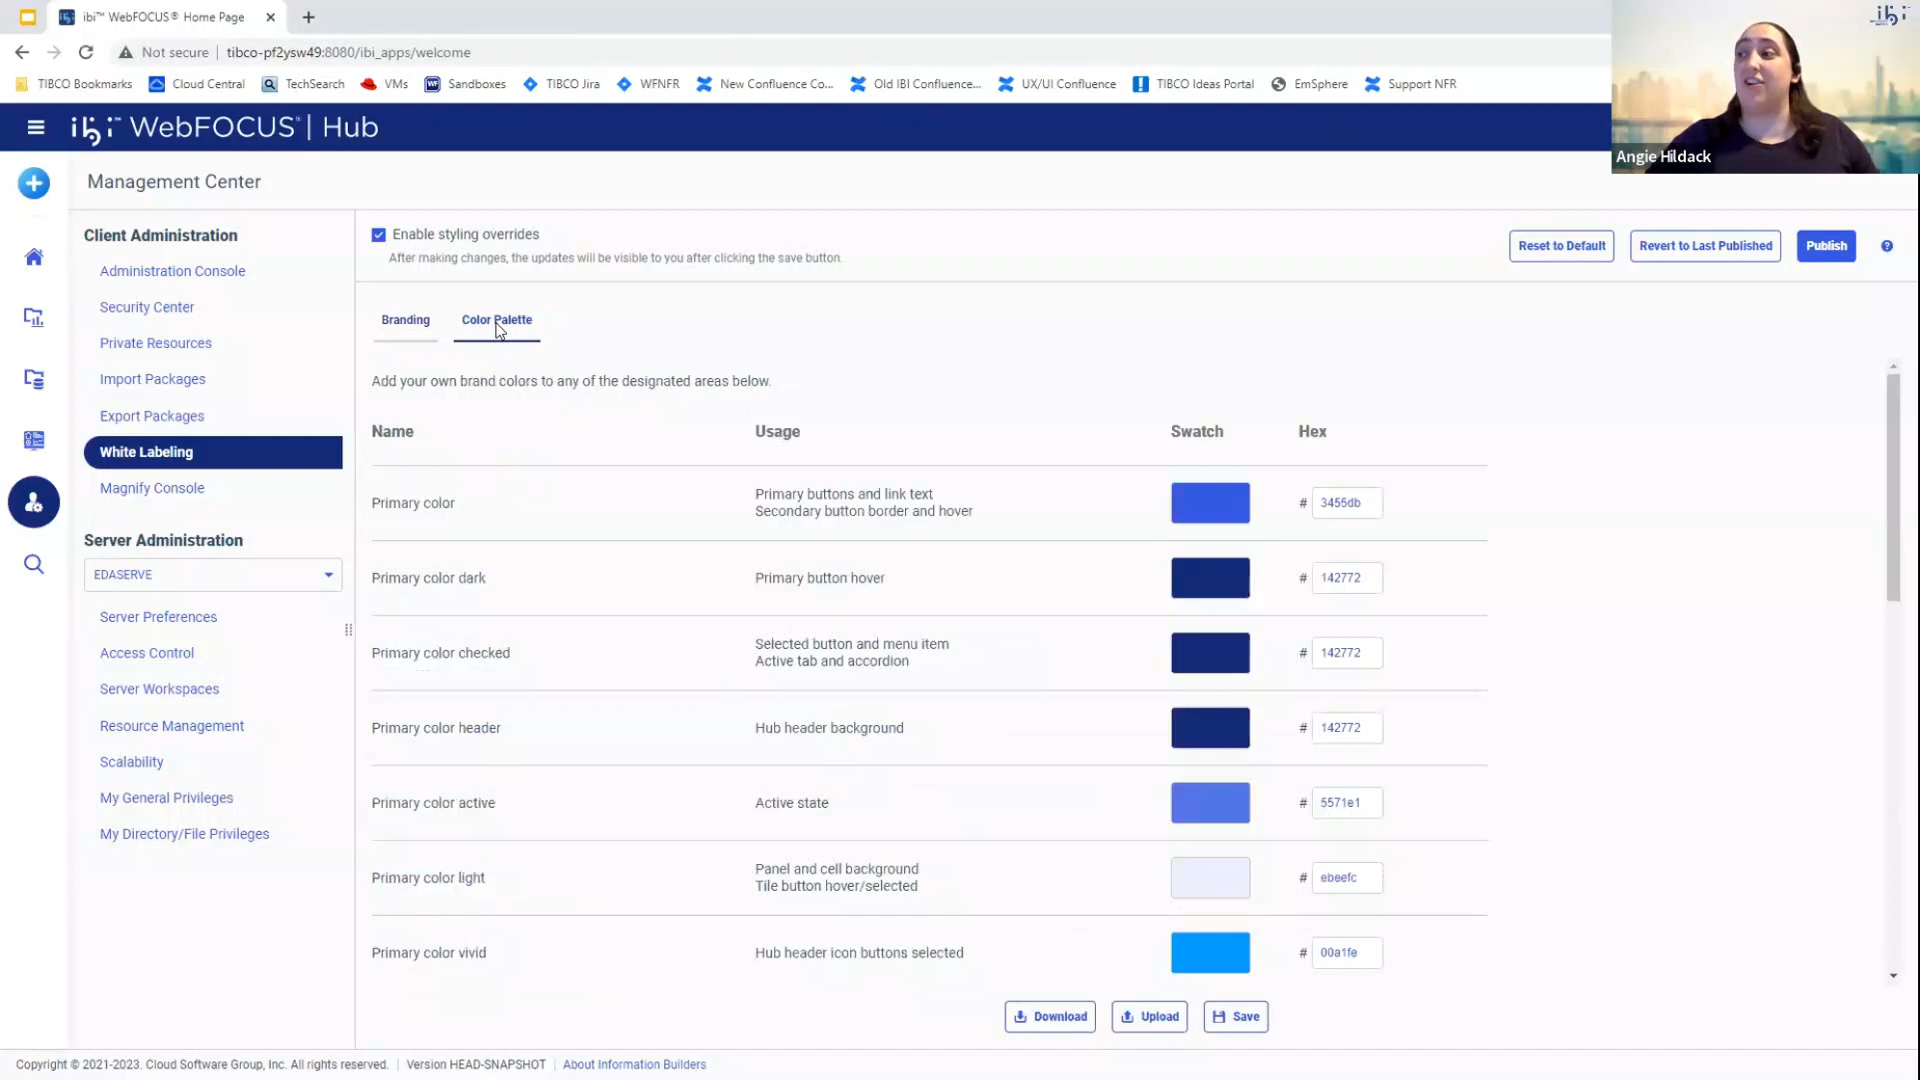 ibi™ WebFOCUS® Home Page
Not secure
tibco-pf2ysw49:8080/ibi_apps/welcome
TIBCO Bookmarks
Cloud Central
TechSearch
VMs
Sandboxes
TIBCO Jira
WFNFR
New Confluence Co...
Old IBI Confluence...
UX/UI Confluence
TIBCO Ideas Portal
EmSphere
Support NFR
ibi™ WebFOCUS® | Hub
ibi
Angie Hildack
Management Center
Client Administration
Administration Console
Security Center
Private Resources
Import Packages
Export Packages
White Labeling
Magnify Console
Server Administration
EDASERVE
Server Preferences
Access Control
Server Workspaces
Resource Management
Scalability
My General Privileges
My Directory/File Privileges
Enable styling overrides
After making changes, the updates will be visible to you after clicking the save button.
Reset to Default
Revert to Last Published
Publish
Branding
Color Palette
Add your own brand colors to any of the designated areas below.
Name Usage Swatch Hex
Primary color
Primary buttons and link text
Secondary button border and hover
# 3455db
Primary color dark
Primary button hover
# 142772
Primary color checked
Selected button and menu item
Active tab and accordion
# 142772
Primary color header
Hub header background
# 142772
Primary color active
Active state
# 5571e1
Primary color light
Panel and cell background
Tile button hover/selected
# ebeefc
Primary color vivid
Hub header icon buttons selected
# 00a1fe
Download
Upload
Save
Copyright © 2021-2023. Cloud Software Group, Inc. All rights reserved. | Version HEAD-SNAPSHOT | About Information Builders